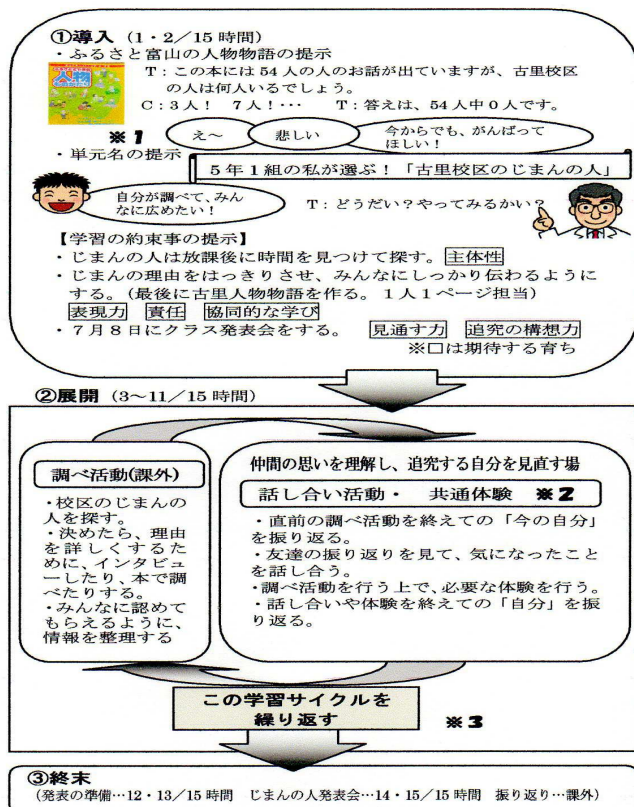 ①導入（1・2／15時間）
・ふるさと富山の人物物語の提示
T：この本には54人の人のお話が出ていますが、古里校区
の人は何人いるでしょう。
C：3人！　7人！…　T：答えは、54人中0人です。
人物
※1
え～
悲しい
今からでも、がんばって
ほしい！
・単元名の提示
5年1組の私が選ぶ！「古里校区のじまんの人」
自分が調べて、みん
なに広めたい！
T：どうだい？やってみるかい？
【学習の約束事の提示】
・じまんの人は放課後に時間を見つけて探す。 主体性
・じまんの理由をはっきりさせ、みんなにしっかり伝わるように
する。（最後に古里人物物語を作る。1人1ページ担当）
表現力　責任　協同的な学び
・7月8日にクラス発表会をする。　見通す力　追究の構想力
※□は期待する育ち
②展開（3～11／15時間）
調べ活動(課外)
・校区のじまんの
人を探す。
・決めたら、理由
を詳しくするた
めに、インタビュ
ーしたり、本で調
べたりする。
・みんなに認めて
もらえるように、
情報を整理する
仲間の思いを理解し、追究する自分を見直す場
話し合い活動・　共通体験　※2
・直前の調べ活動を終えての「今の自分」
を振り返る。
・友達の振り返りを見て、気になったこと
を話し合う。
・調べ活動を行う上で、必要な体験を行う。
・話し合いや体験を終えての「自分」を振
り返る。
この学習サイクルを
繰り返す
※3
③終末
（発表の準備…12・13／15時間　じまんの人発表会…14・15／15時間　振り返り…課外）